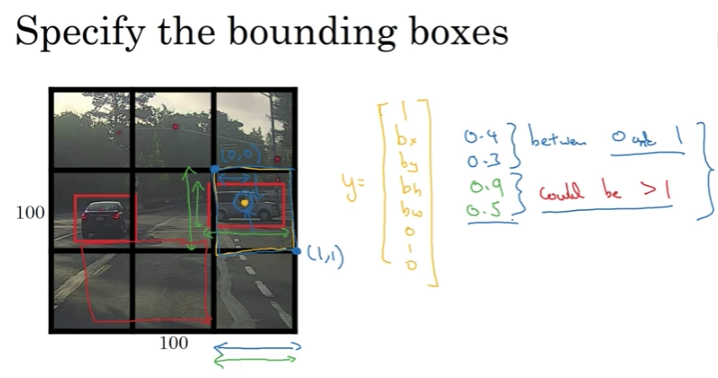 Specify the bounding boxes
(0,0)
100
(1,1)
100
y=
1
bx
by
bh
bw
0
1
0
0.4
0.3
between 0 and 1
0.9
0.5
could be >1